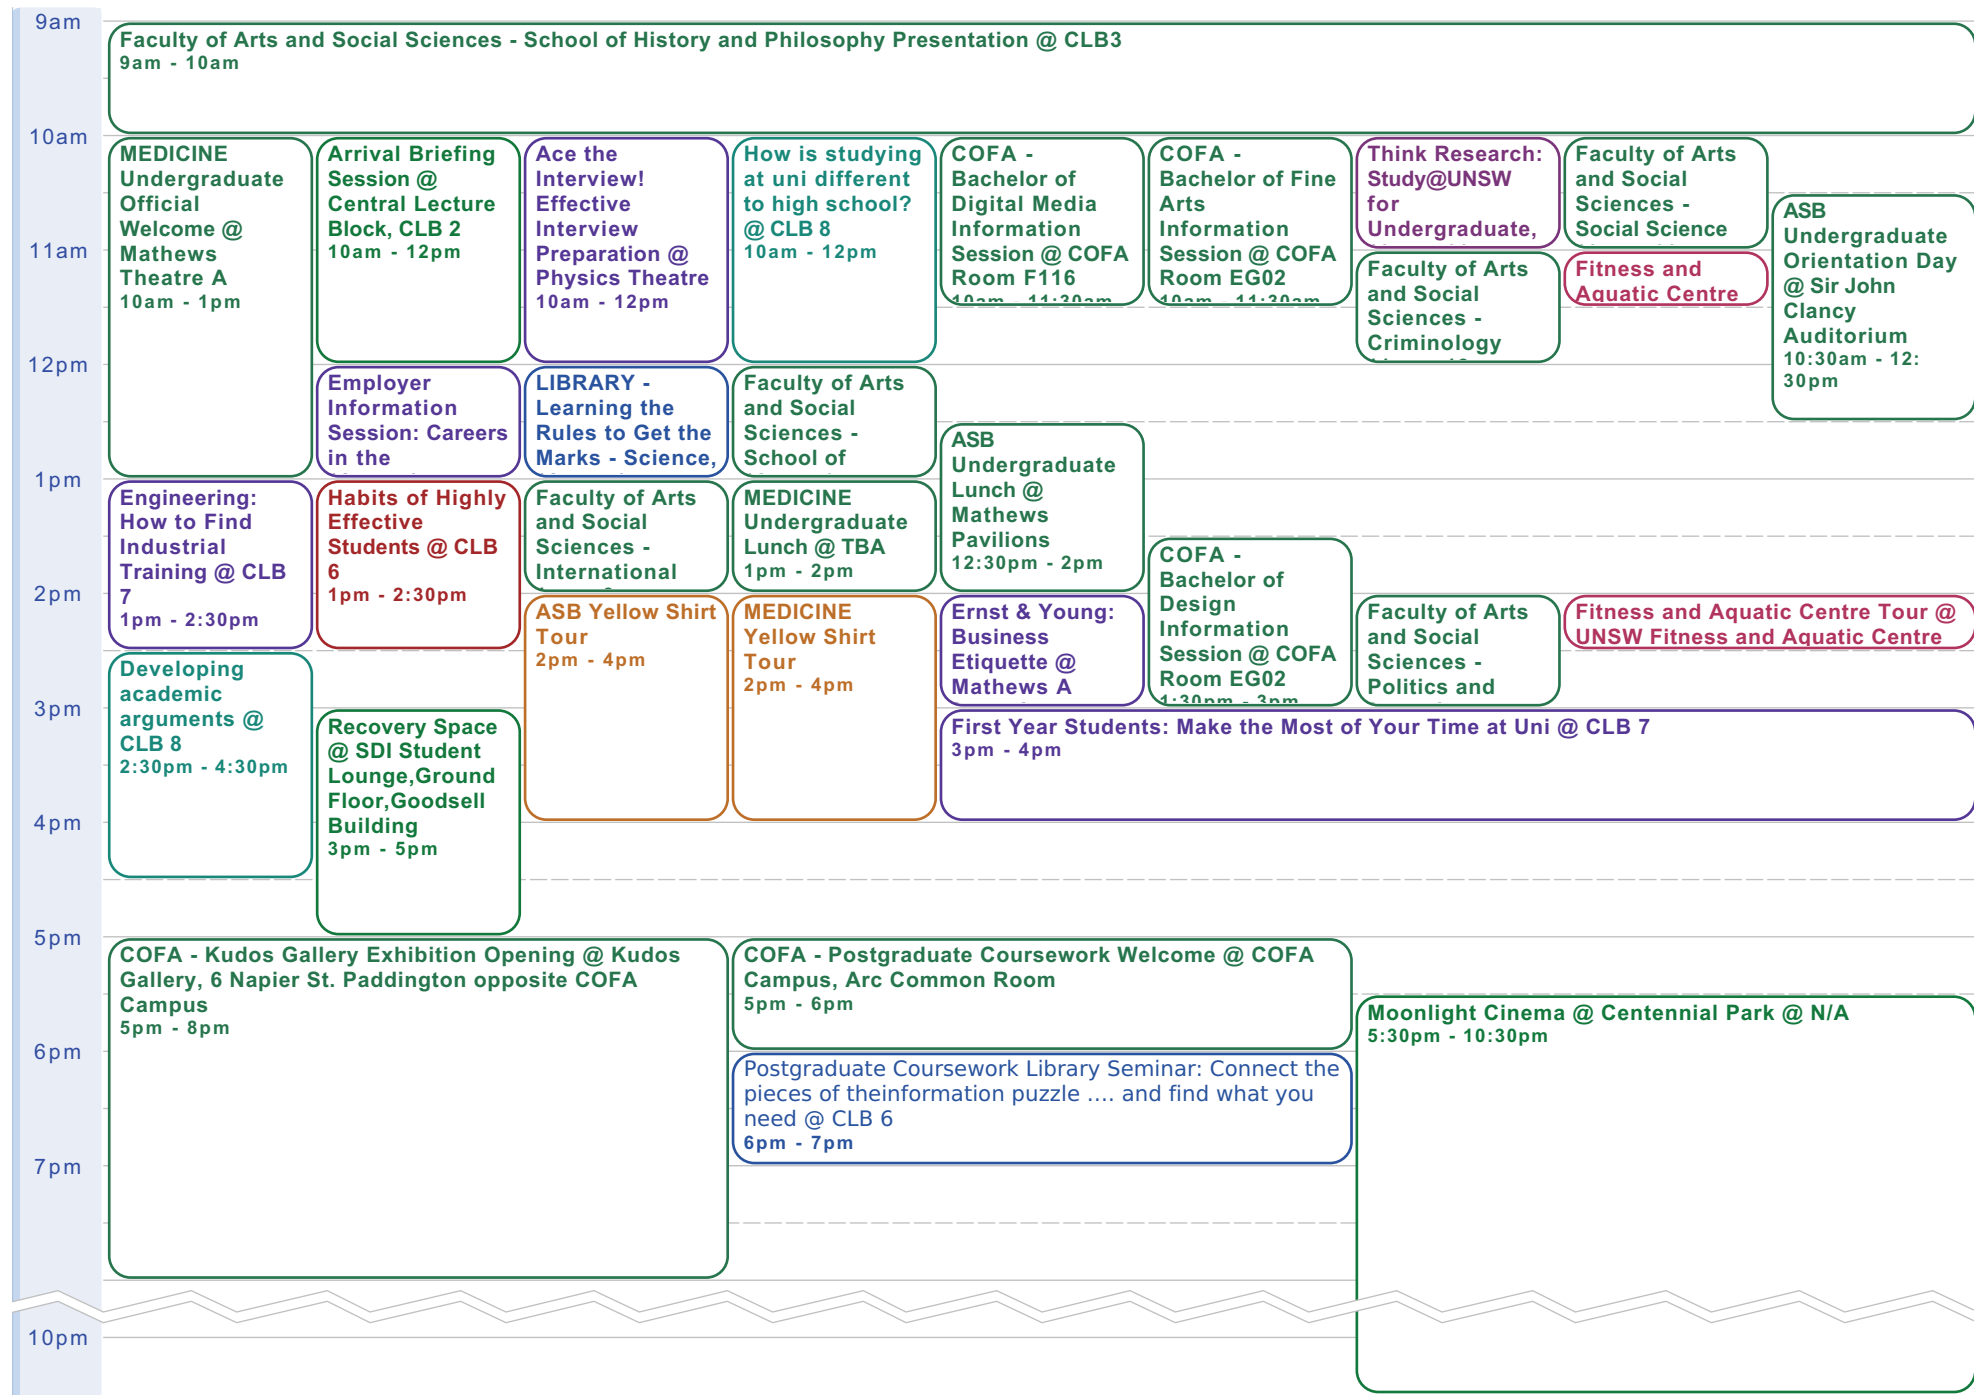 9am
Faculty of Arts and Social Sciences - School of History and Philosophy Presentation @ CLB3
9am - 10am
10am
MEDICINE
Undergraduate
Official
Welcome @
Mathews
Theatre A
10am - 1pm
Arrival Briefing
Session @
Central Lecture
Block, CLB 2
10am - 12pm
Ace the
Interview!
Effective
Interview
Preparation @
Physics Theatre
10am - 12pm
How is studying
at uni different
to high school?
@ CLB 8
10am - 12pm
COFA -
Bachelor of
Digital Media
Information
Session @ COFA
Room F116
10am - 11:30am
COFA -
Bachelor of Fine
Arts
Information
Session @ COFA
Room EG02
10am - 11:30am
Think Research:
Study@UNSW
for
Undergraduate,
Faculty of Arts
and Social
Sciences -
Social Science
ASB
Undergraduate
Orientation Day
@ Sir John
Clancy
Auditorium
10:30am - 12:
30pm
11am
Faculty of Arts
and Social
Sciences -
Criminology
Fitness and
Aquatic Centre
12pm
Employer
Information
Session: Careers
in the
LIBRARY -
Learning the
Rules to Get the
Marks - Science,
Faculty of Arts
and Social
Sciences -
School of
ASB
Undergraduate
Lunch @
Mathews
Pavilions
12:30pm - 2pm
1pm
Engineering:
How to Find
Industrial
Training @ CLB
7
1pm - 2:30pm
Habits of Highly
Effective
Students @ CLB
6
1pm - 2:30pm
Faculty of Arts
and Social
Sciences -
International
MEDICINE
Undergraduate
Lunch @ TBA
1pm - 2pm
COFA -
Bachelor of
Design
Information
Session @ COFA
Room EG02
1:30pm - 3pm
2pm
ASB Yellow Shirt
Tour
2pm - 4pm
MEDICINE
Yellow Shirt
Tour
2pm - 4pm
Ernst & Young:
Business
Etiquette @
Mathews A
Faculty of Arts
and Social
Sciences -
Politics and
Fitness and Aquatic Centre Tour @
UNSW Fitness and Aquatic Centre
Developing
academic
arguments @
CLB 8
2:30pm - 4:30pm
3pm
Recovery Space
@ SDI Student
Lounge,Ground
Floor,Goodsell
Building
3pm - 5pm
First Year Students: Make the Most of Your Time at Uni @ CLB 7
3pm - 4pm
4pm
5pm
COFA - Kudos Gallery Exhibition Opening @ Kudos
Gallery, 6 Napier St. Paddington opposite COFA
Campus
5pm - 8pm
COFA - Postgraduate Coursework Welcome @ COFA
Campus, Arc Common Room
5pm - 6pm
Moonlight Cinema @ Centennial Park @ N/A
5:30pm - 10:30pm
6pm
Postgraduate Coursework Library Seminar: Connect the
pieces of theinformation puzzle .... and find what you
need @ CLB 6
6pm - 7pm
7pm
10pm